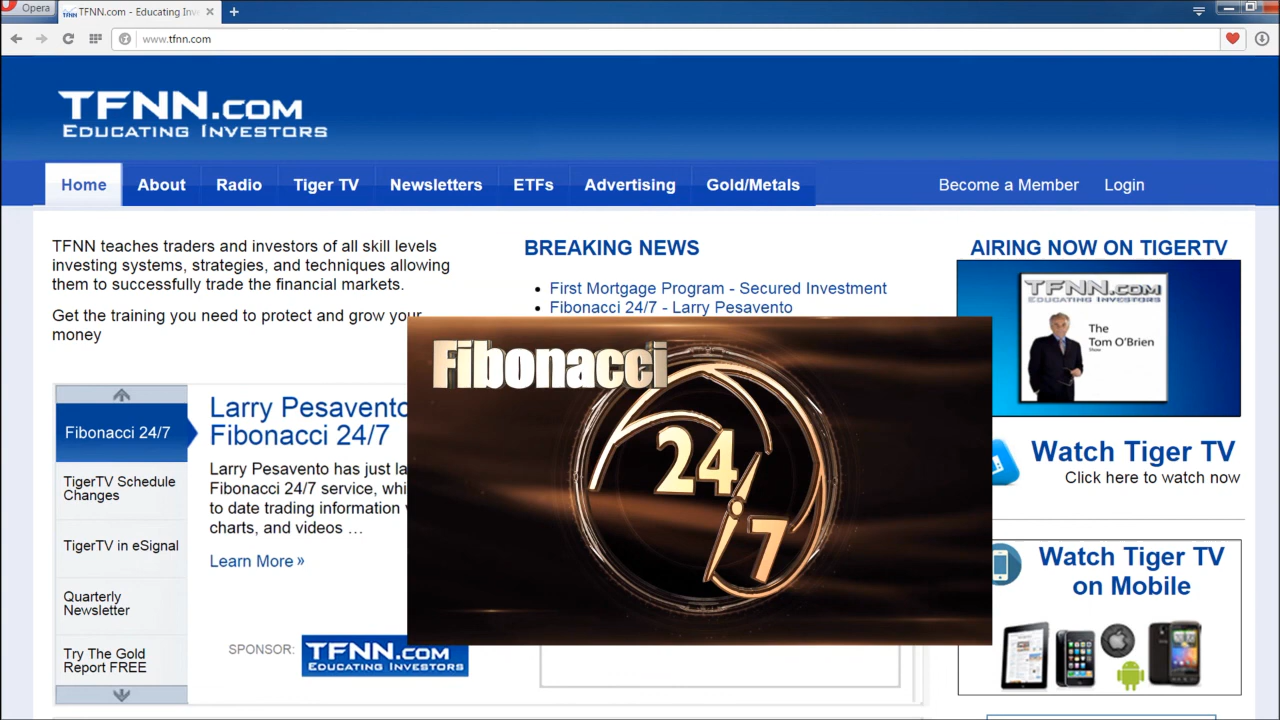 Opera
TFNN.com - Educating Inv
www.tfnn.com
TFNN.com
Educating Investors
Home
About
Radio
Tiger TV
Newsletters
ETFs
Advertising
Gold/Metals
Become a Member
Login
TFNN teaches traders and investors of all skill levels
investing systems, strategies, and techniques allowing
them to successfully trade the financial markets.
Get the training you need to protect and grow your
money
BREAKING NEWS
First Mortgage Program - Secured Investment
Fibonacci 24/7 - Larry Pesavento
AIRING NOW ON TIGERTV
TFNN.com
Educating Investors
The
Tom O'Brien
Show
Fibonacci 24/7
TigerTV Schedule
Changes
TigerTV in eSignal
Quarterly
Newsletter
Try The Gold
Report FREE
Larry Pesavento
Fibonacci 24/7
Larry Pesavento has just la
Fibonacci 24/7 service, whi
to date trading information
charts, and videos …
Learn More »
SPONSOR:
TFNN.com
Educating Investors
Fibonacci
24
7
Watch Tiger TV
Click here to watch now
Watch Tiger TV
on Mobile